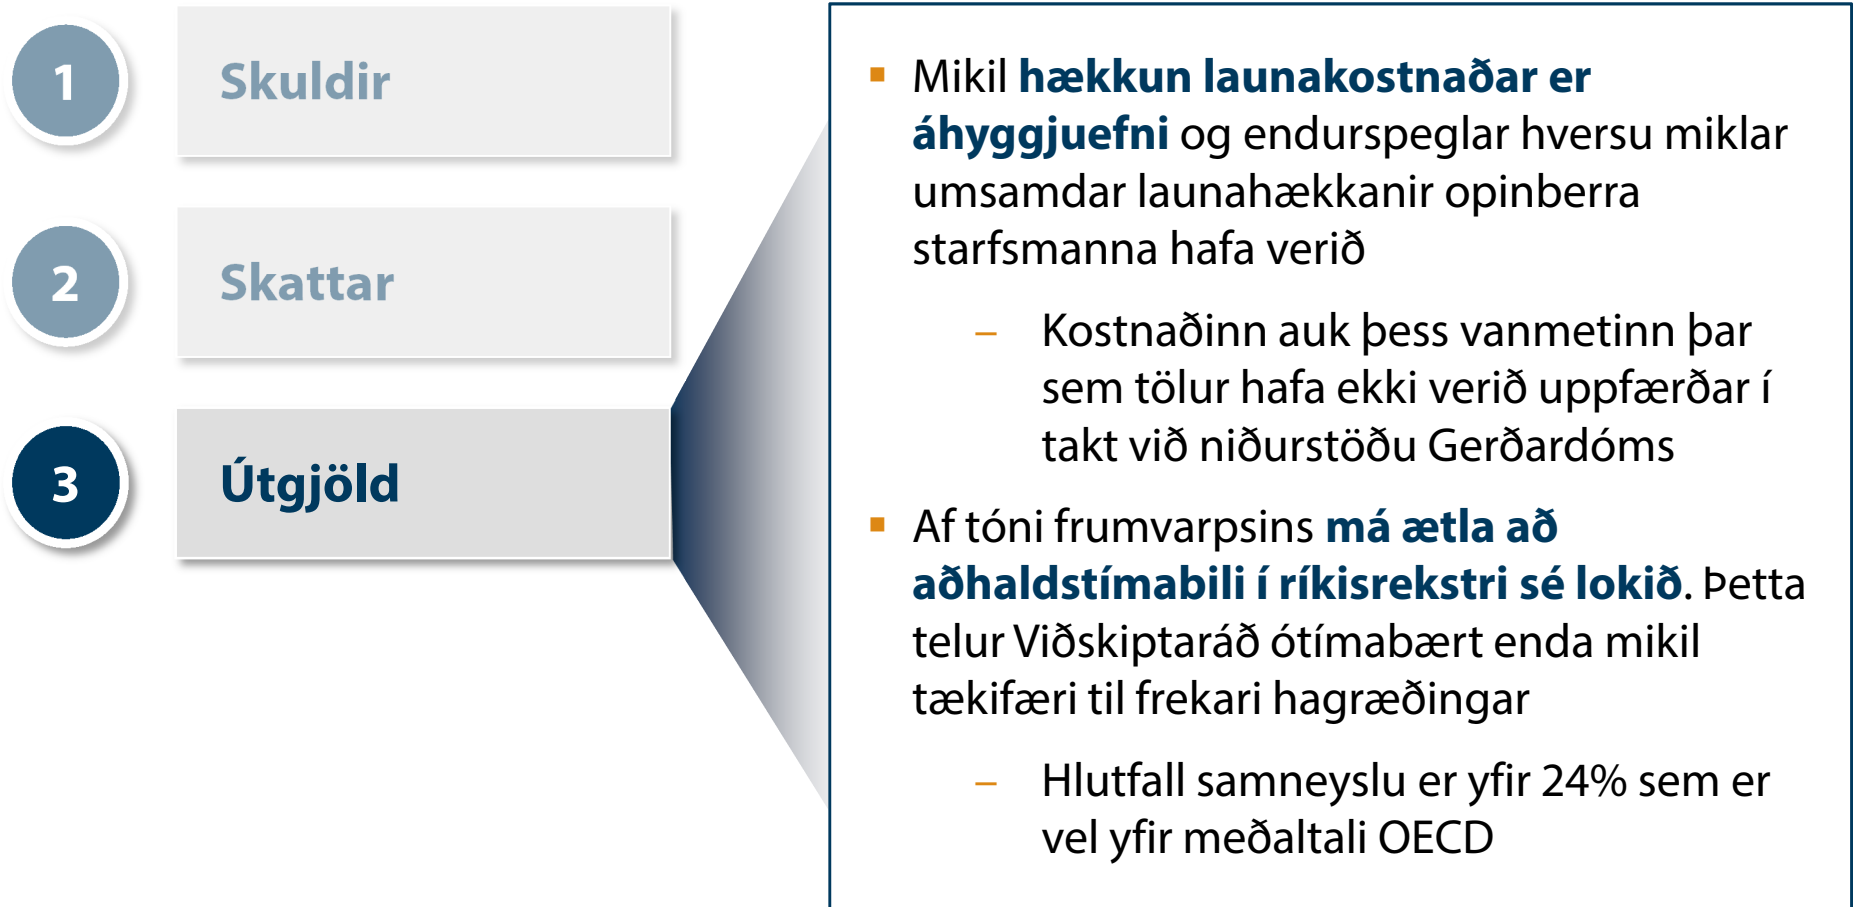 1
Skuldir
2
Skattar
3
Útgjöld
▪ Mikil hækkun launakostnaðar er
áhyggjuefni og endurspeglar hversu miklar
umsamdar launahækkanir opinberra
starfsmanna hafa verið
– Kostnaðinn auk þess vanmetinn þar
sem tölur hafa ekki verið uppfærðar í
takt við niðurstöðu Gerðardóms
▪ Af tóni frumvarpsins má ætla að
aðhaldstímabili í ríkisrekstri sé lokið. Þetta
telur Viðskiptaráð ótímabært enda mikil
tækifæri til frekari hagræðingar
– Hlutfall samneyslu er yfir 24% sem er
vel yfir meðaltali OECD